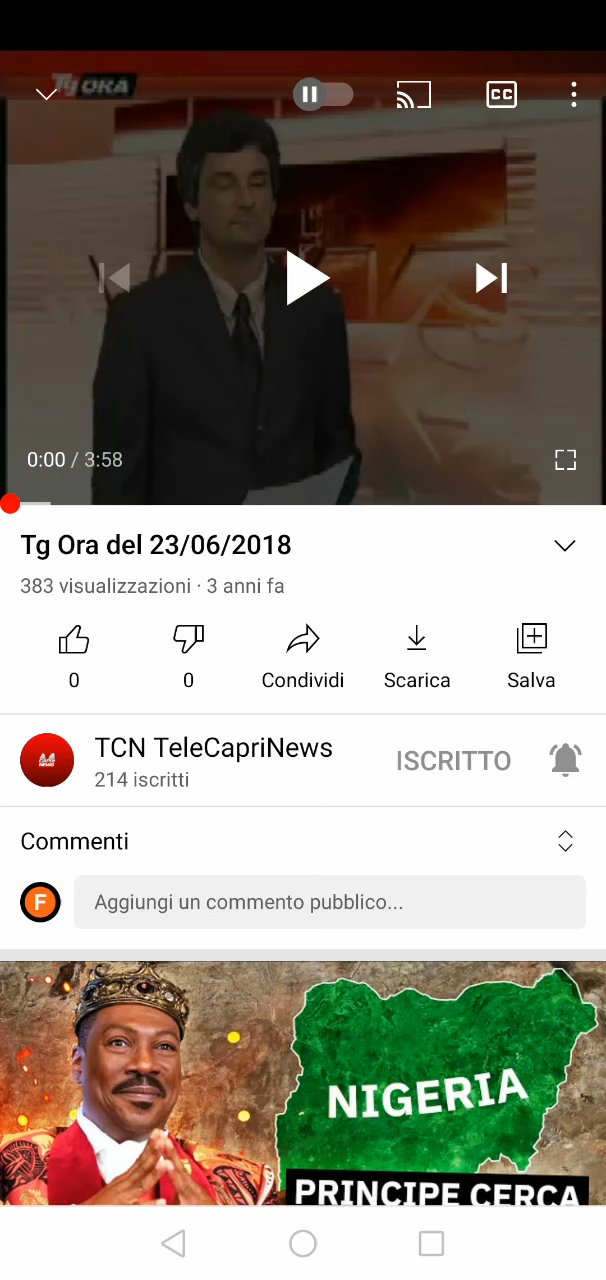 Tg ORA
CC
0:00 / 3:58
Tg Ora del 23/06/2018
383 visualizzazioni · 3 anni fa
0
0
Condividi
Scarica
Salva
TCN TeleCapriNews
214 iscritti
ISCRITTO
Commenti
F
Aggiungi un commento pubblico...
NIGERIA
PRINCIPE CERCA